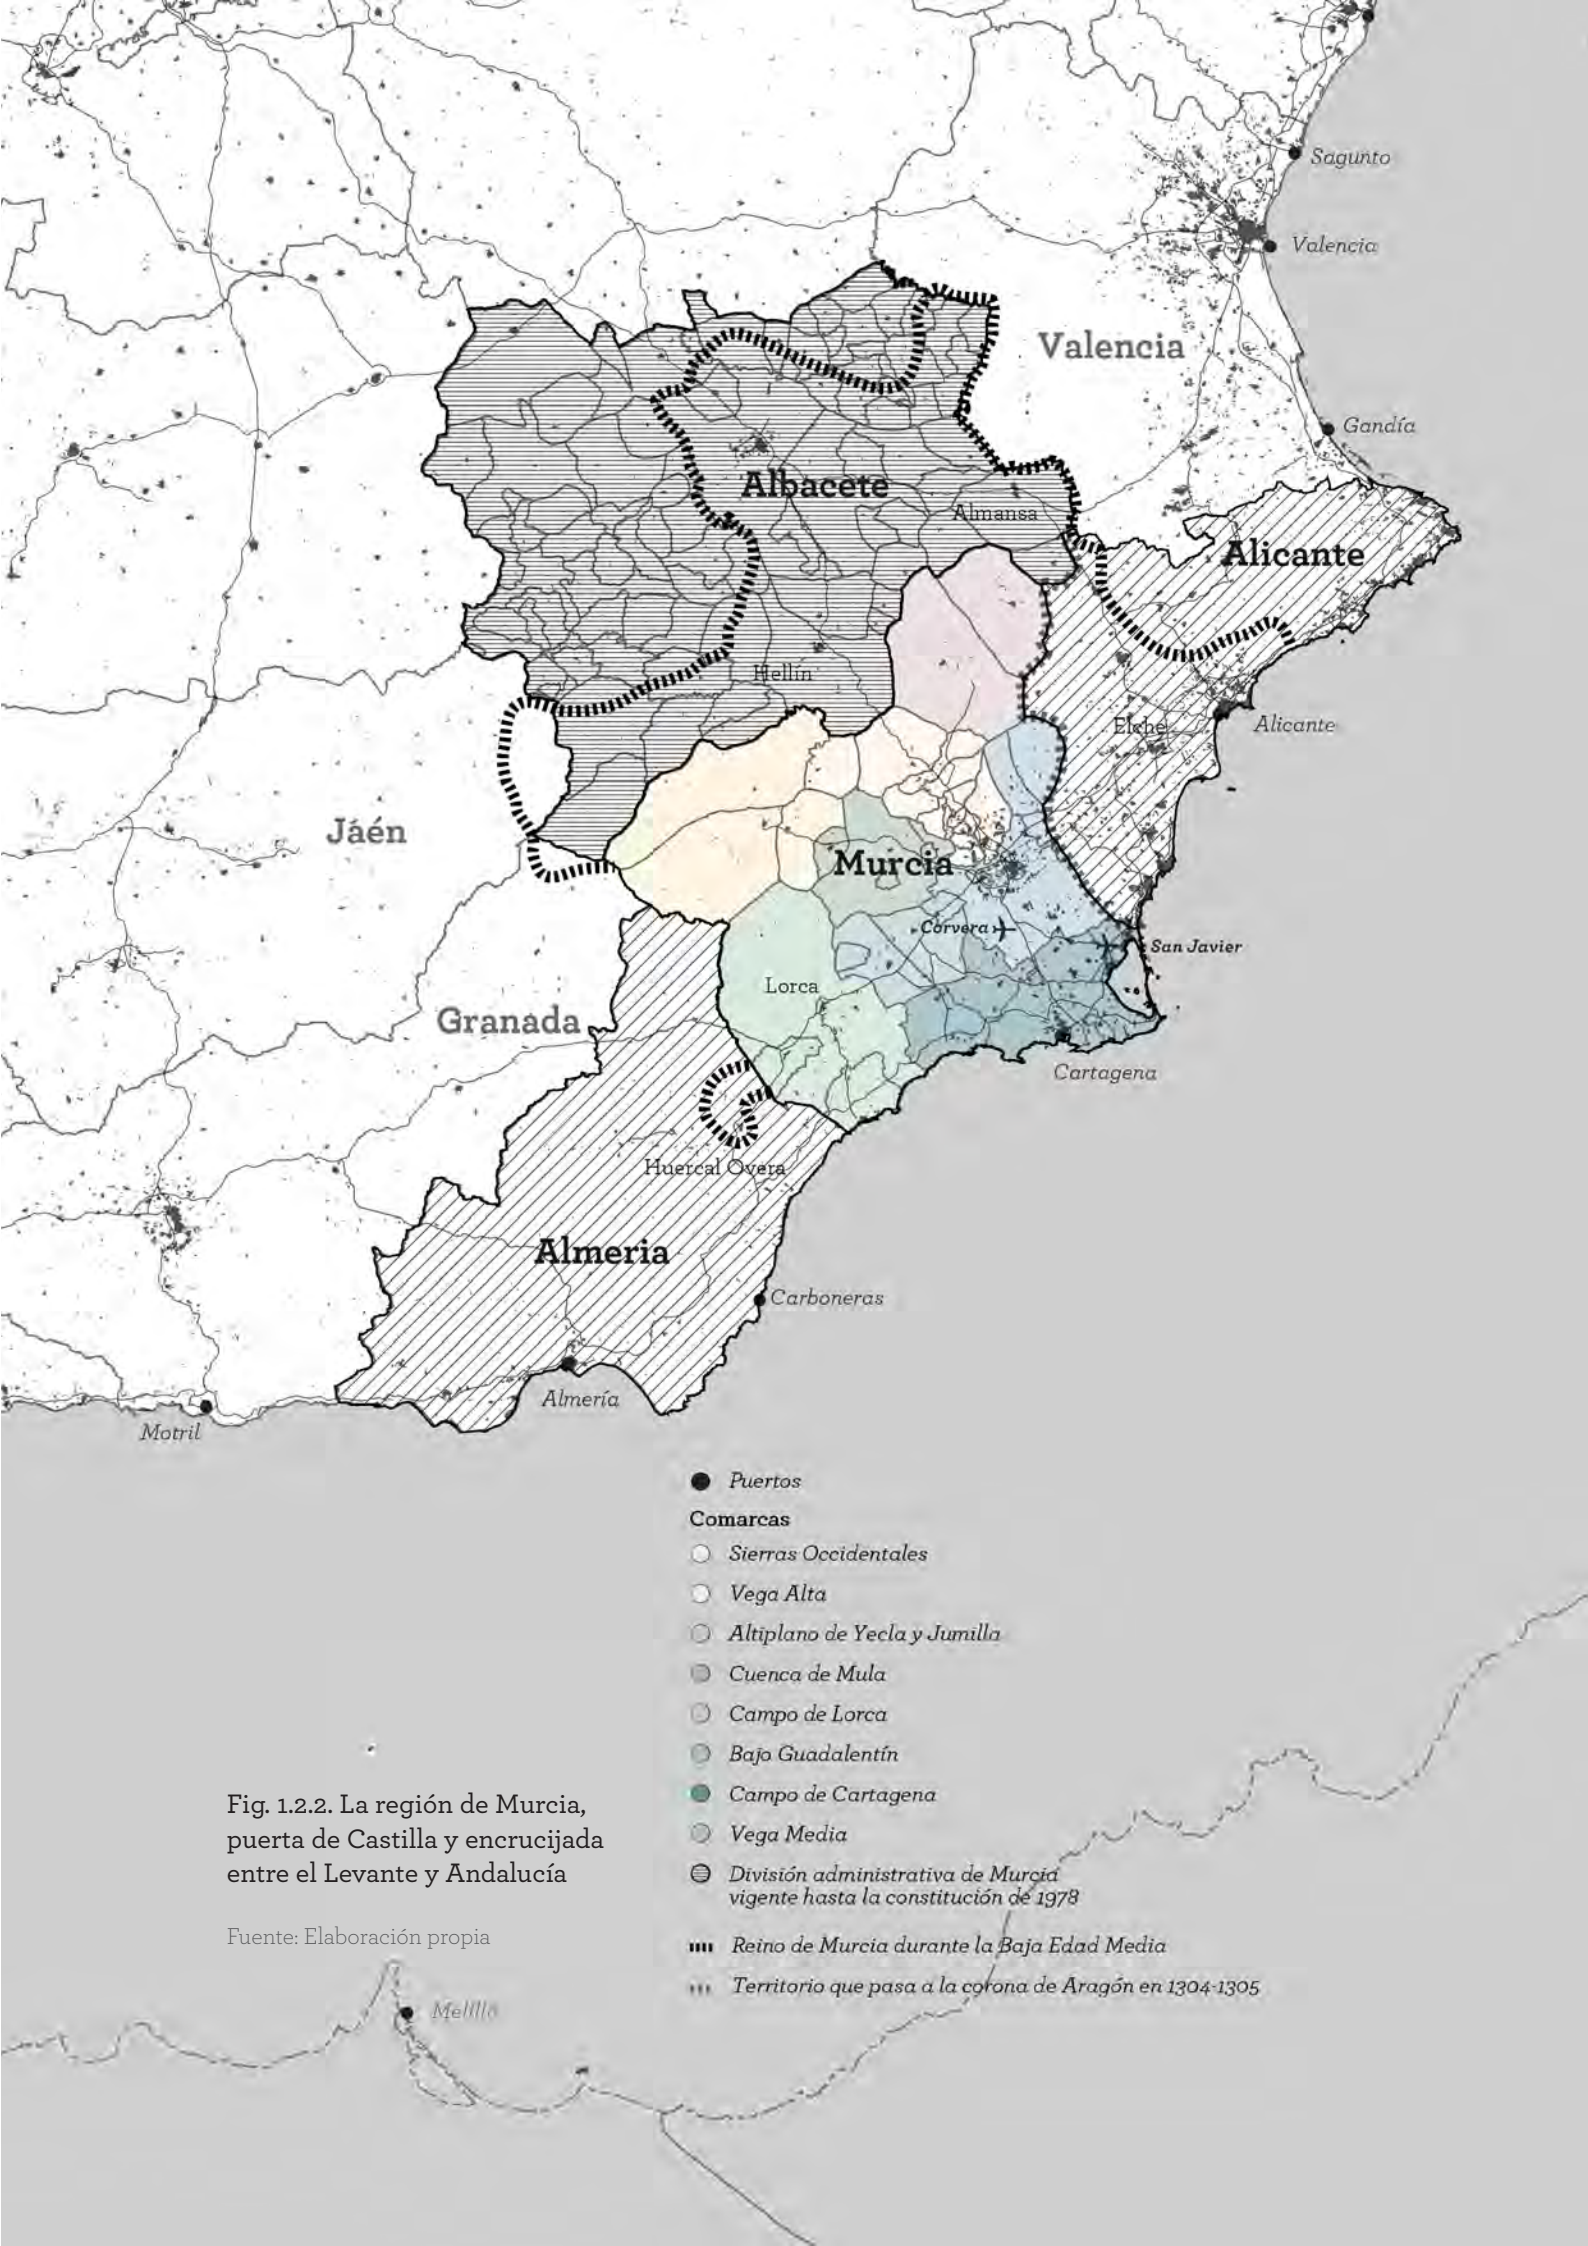 Sagunto
Valencia
Valencia
Gandía
Albacete
Almansa
Alicante
Hellín
Elche
Alicante
Jáén
Murcia
Corvera
San Javier
Lorca
Granada
Cartagena
Huercal Overa
Almeria
Carboneras
Almería
Motril
Puertos
Comarcas
Sierras Occidentales
Vega Alta
Altiplano de Yecla y Jumilla
Cuenca de Mula
Campo de Lorca
Bajo Guadalentín
Campo de Cartagena
Vega Media
División administrativa de Murcia
vigente hasta la constitución de 1978
Reino de Murcia durante la Baja Edad Media
Territorio que pasa a la corona de Aragón en 1304-1305
Fig. 1.2.2. La región de Murcia,
puerta de Castilla y encrucijada
entre el Levante y Andalucía
Fuente: Elaboración propia
Melilla